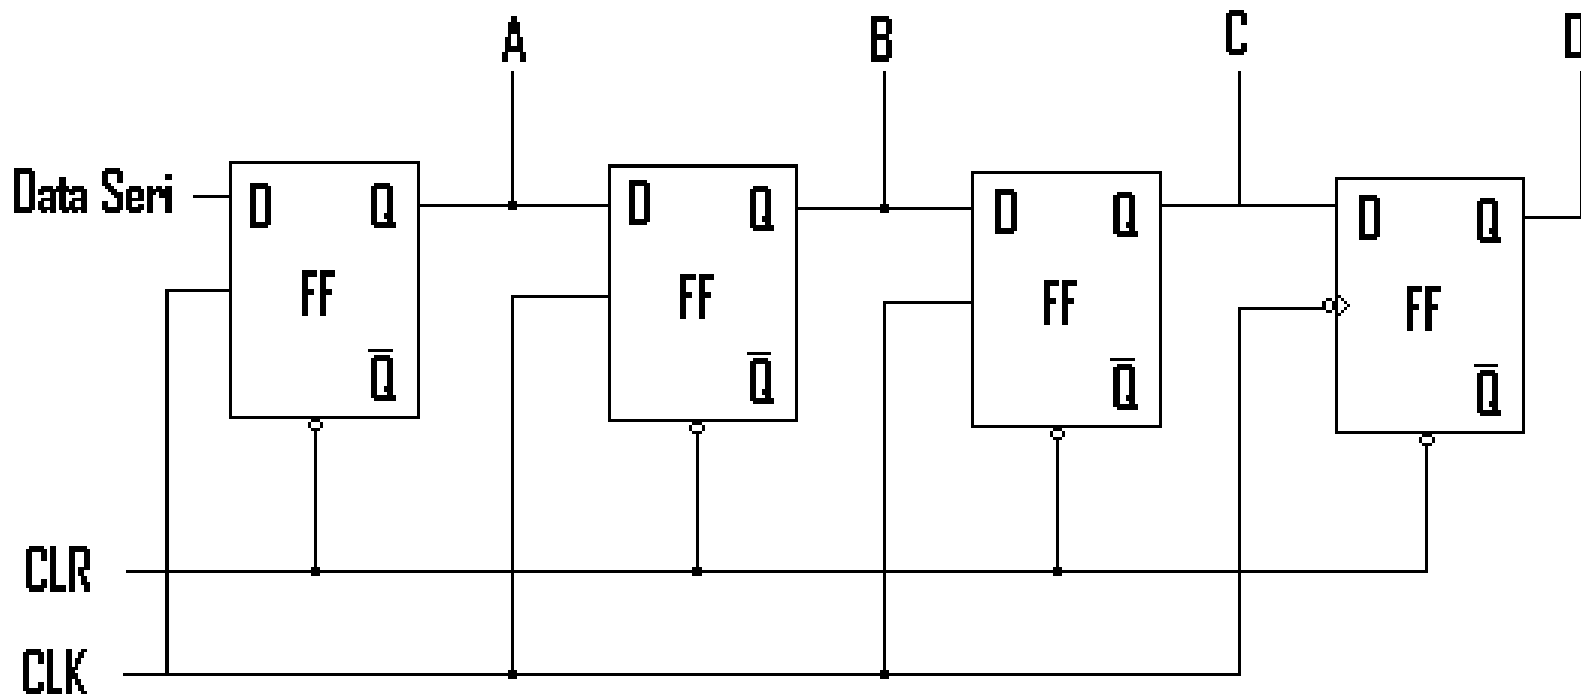 A B C D
Data Seri
D Q D Q D Q D Q
FF FF FF FF
Q̅ Q̅ Q̅ Q̅
CLR
CLK